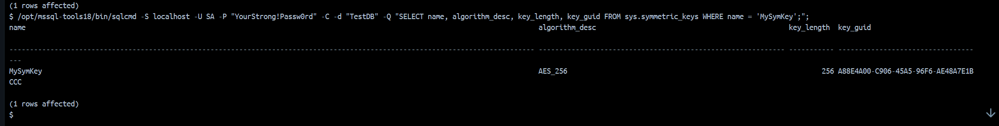 (1 rows affected)
$ /opt/mssql-tools18/bin/sqlcmd -S localhost -U SA -P "YourStrong!Passw0rd" -C -d "TestDB" -Q "SELECT name, algorithm_desc, key_length, key_guid FROM sys.symmetric_keys WHERE name = 'MySymKey';";
name algorithm_desc key_length key_guid
-------------------------------------------------------------------------------------------------------------------------------- ------------------------------------------------------------ ----------- ---------------------------------
---
MySymKey AES_256 256 A88E4A00-C906-45A5-96F6-AE48A7E1B
CCC
(1 rows affected)
$